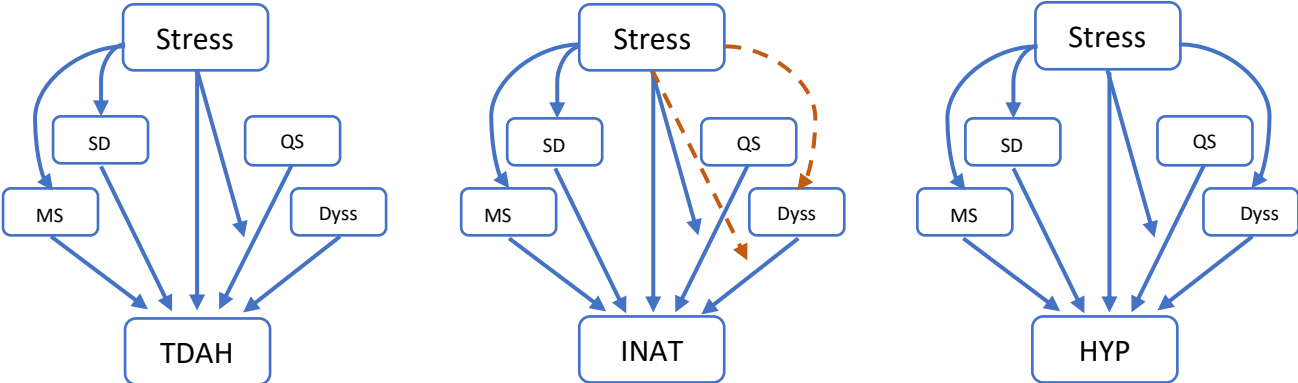 Stress
SD
QS
MS
Dyss
TDAH
Stress
SD
QS
MS
Dyss
INAT
Stress
SD
QS
MS
Dyss
HYP